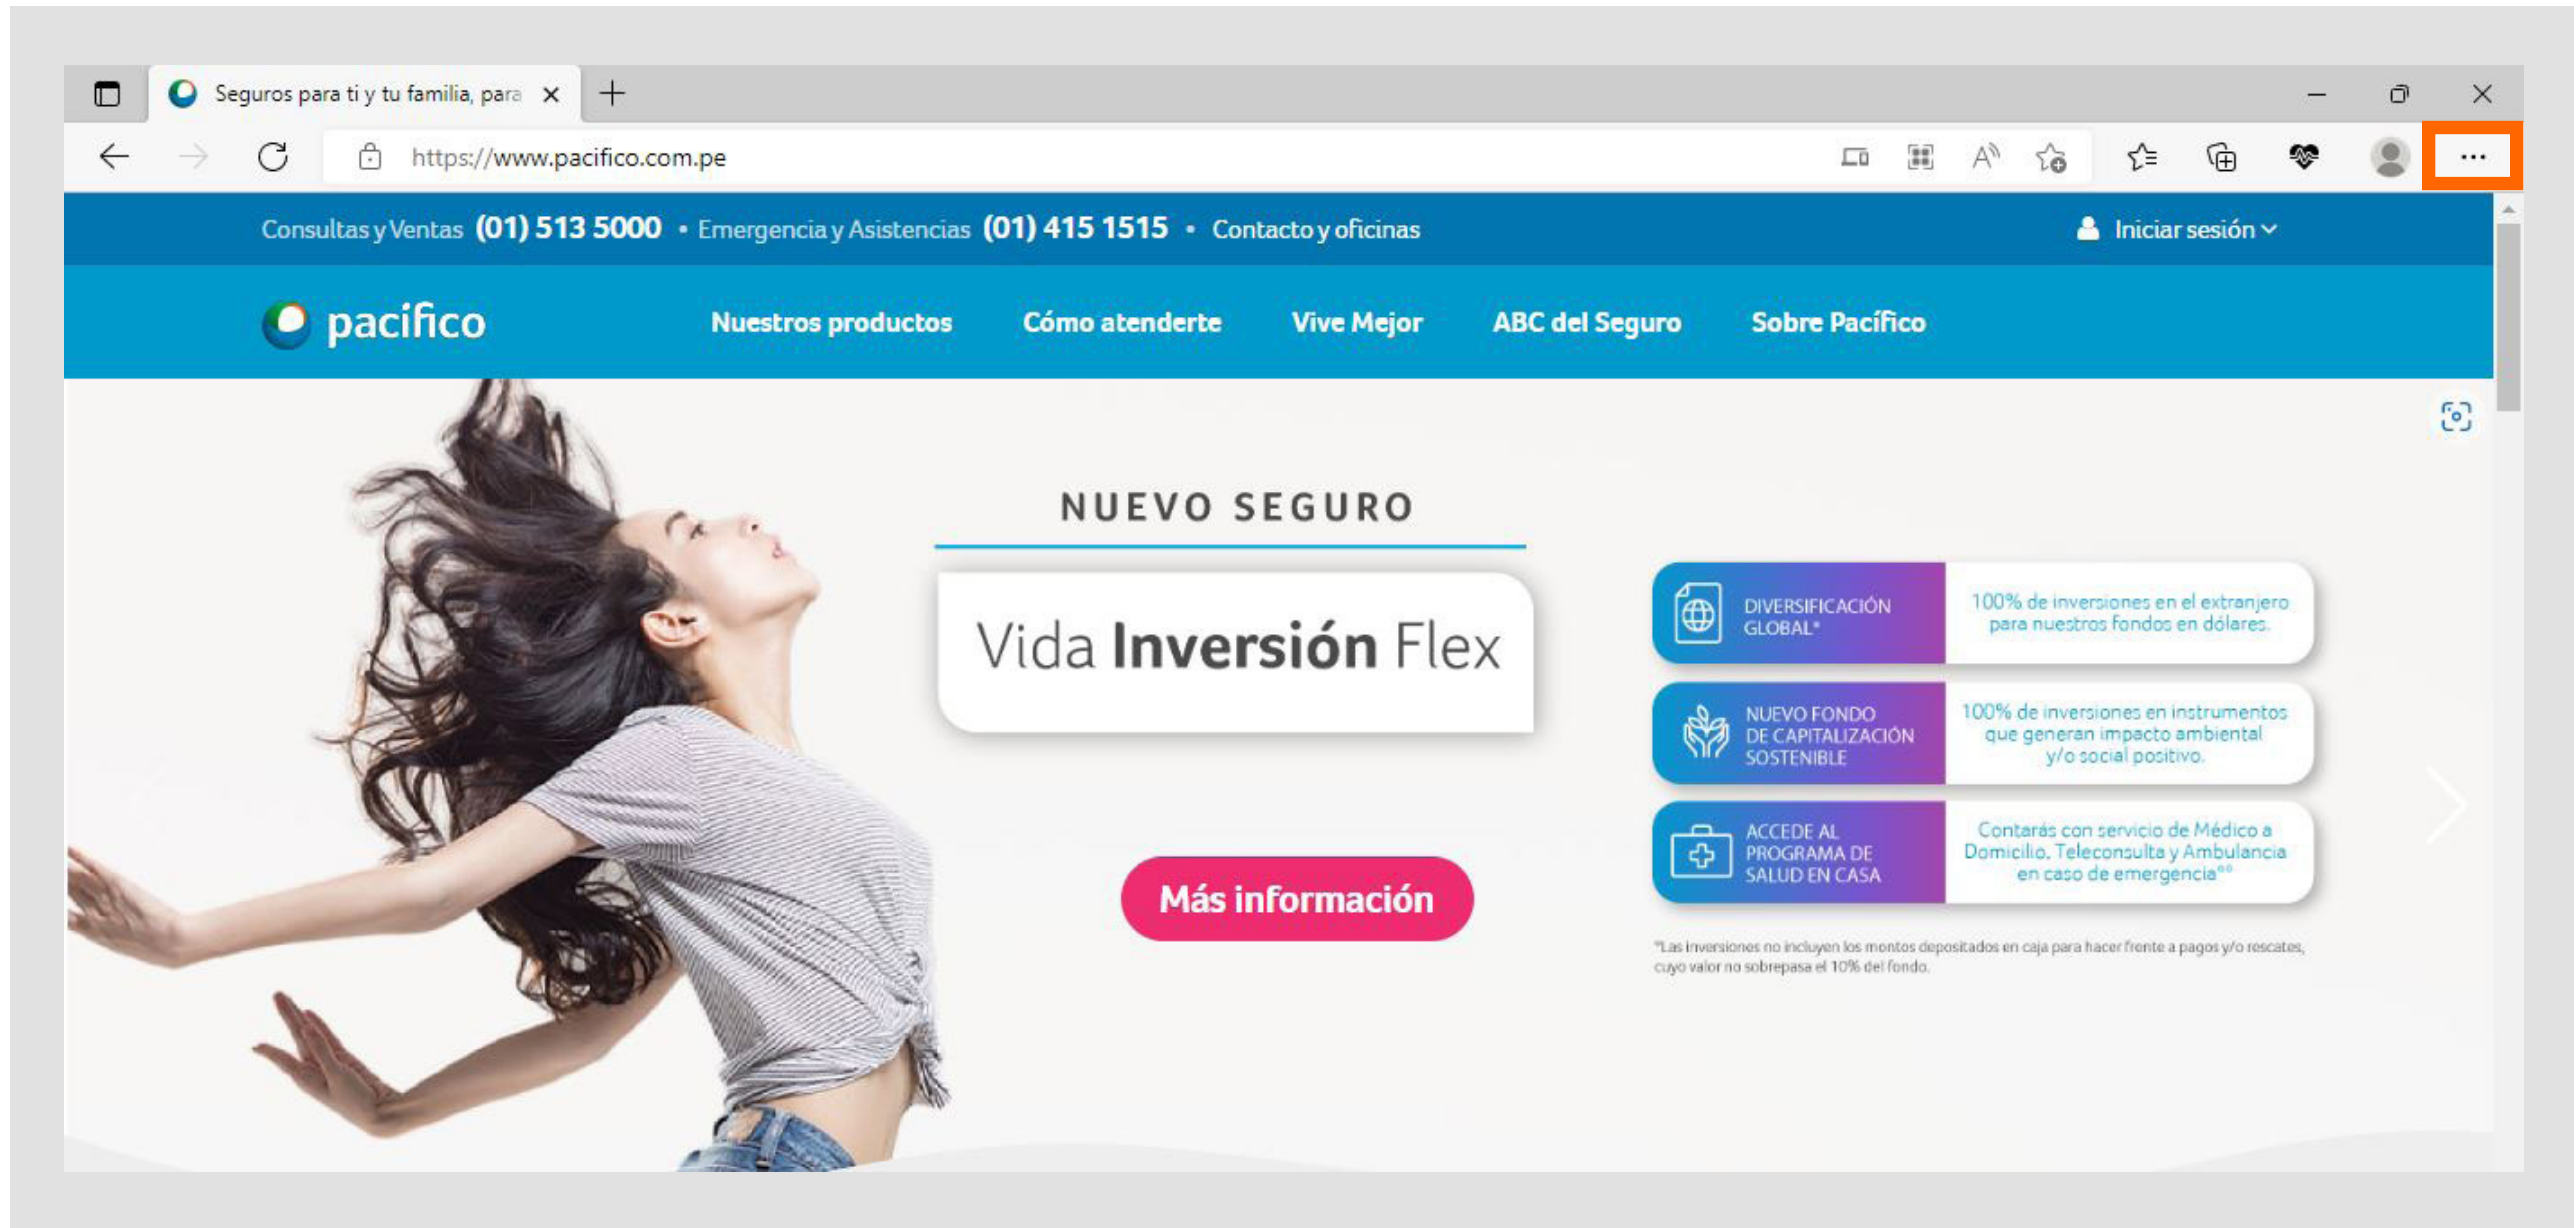 Seguros para ti y tu familia, para
https://www.pacifico.com.pe
Consultas y Ventas (01) 513 5000 • Emergencia y Asistencias (01) 415 1515 • Contacto y oficinas
Iniciar sesión
pacífico
Nuestros productos
Cómo atenderte
Vive Mejor
ABC del Seguro
Sobre Pacífico
NUEVO SEGURO
Vida Inversión Flex
Más información
DIVERSIFICACIÓN
GLOBAL*
100% de inversiones en el extranjero
para nuestros fondos en dólares.
NUEVO FONDO
DE CAPITALIZACIÓN
SOSTENIBLE
100% de inversiones en instrumentos
que generan impacto ambiental
y/o social positivo.
ACCEDE AL
PROGRAMA DE
SALUD EN CASA
Contarás con servicio de Médico a
Domicilio, Teleconsulta y Ambulancia
en caso de emergencia**
*Las inversiones no incluyen los montos depositados en caja para hacer frente a pagos y/o rescates,
cuyo valor no sobrepasa el 10% del fondo.